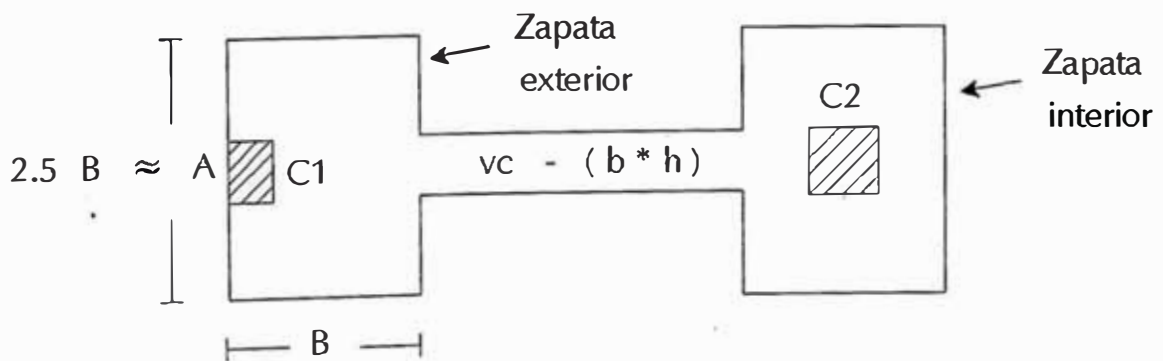 Zapata
exterior
Zapata
interior
C2
2.5 B ≈ A
C1
vc - (b * h)
B